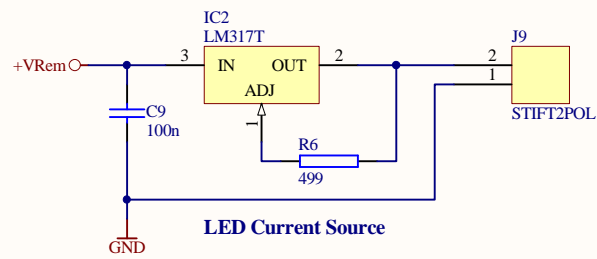 IC2
LM317T
J9
+VRem
3
IN
OUT
2
2
1
ADJ
C9
100n
1
R6
499
STIFT2POL
LED Current Source
GND